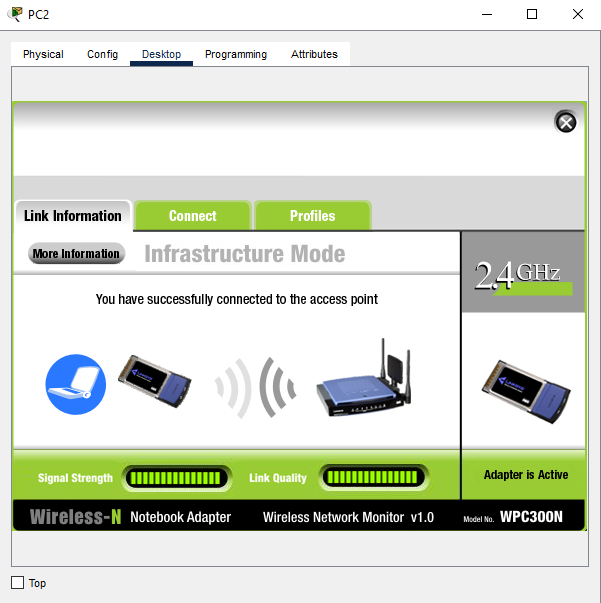 PC2
Physical Config Desktop Programming Attributes
Link Information Connect Profiles
More Information Infrastructure Mode
2.4GHz
You have successfully connected to the access point
Signal Strength Link Quality
Adapter is Active
Wireless-N Notebook Adapter Wireless Network Monitor v1.0 Model No. WPC300N
Top